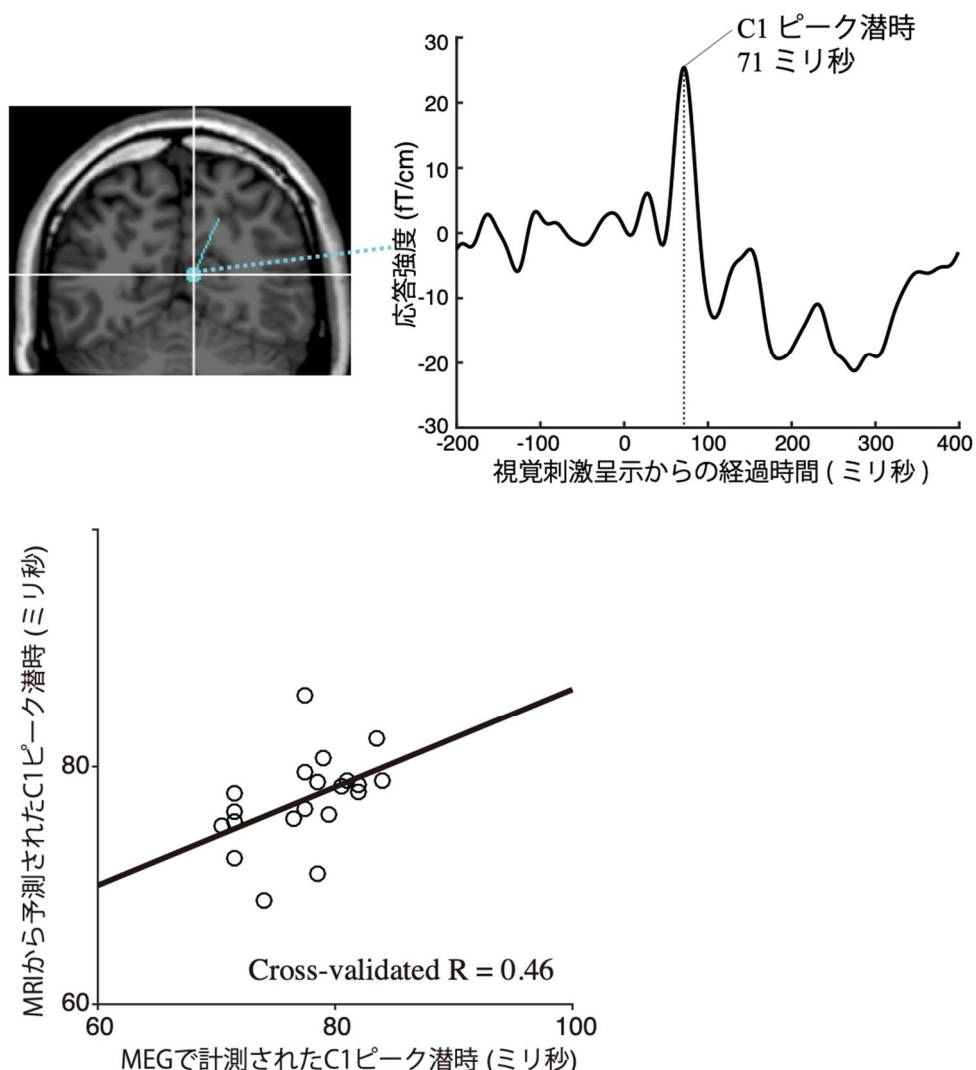 C1 ピーク潜時
71 ミリ秒
30
20
10
0
-10
-20
-30
応答強度 (fT/cm)
-200 -100 0 100 200 300 400
視覚刺激呈示からの経過時間 ( ミリ秒 )
MRIから予測されたC1ピーク潜時 (ミリ秒)
80
60
Cross-validated R = 0.46
60 80 100
MEGで計測されたC1ピーク潜時 (ミリ秒)